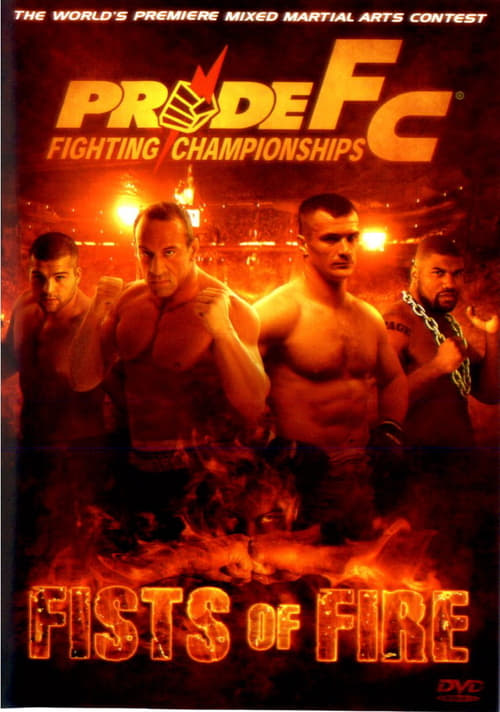 THE WORLD'S PREMIERE MIXED MARTIAL ARTS CONTEST
PRIDE FC
FIGHTING CHAMPIONSHIPS
FISTS OF FIRE
DVD